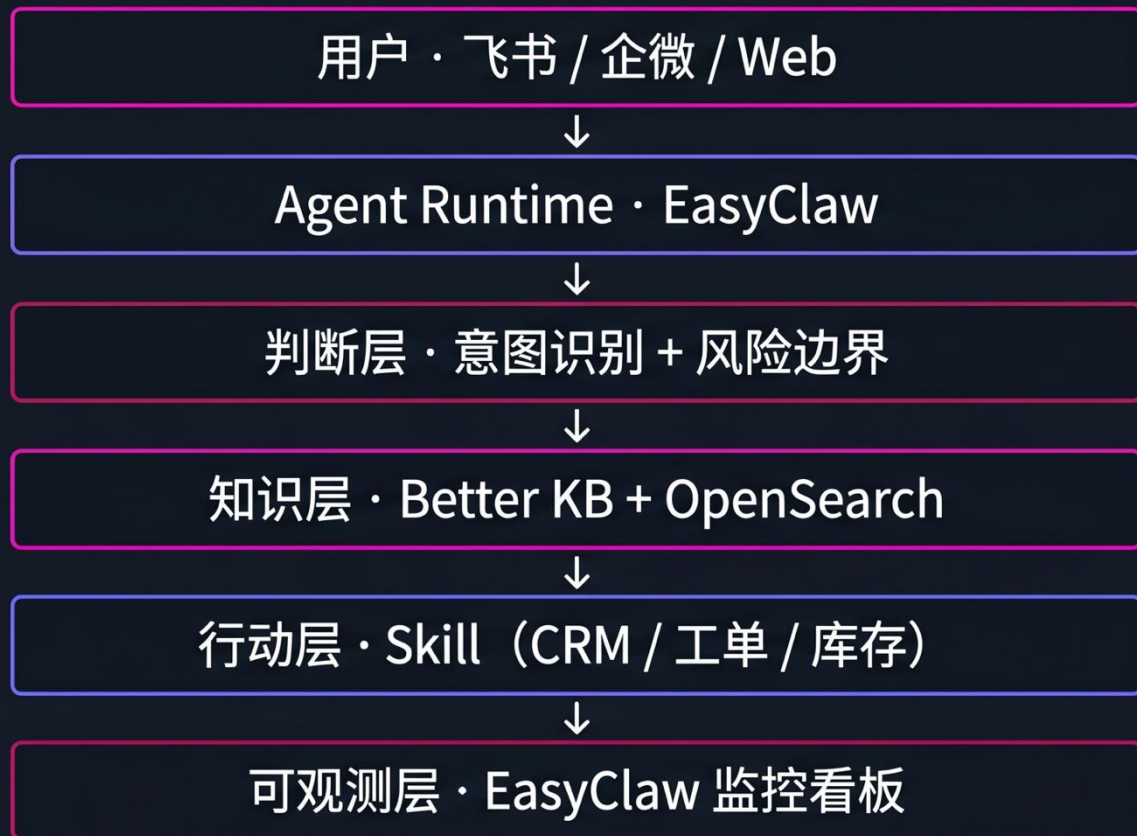 用户 · 飞书 / 企微 / Web
↓
Agent Runtime · EasyClaw
↓
判断层 · 意图识别 + 风险边界
↓
知识层 · Better KB + OpenSearch
↓
行动层 · Skill（CRM / 工单 / 库存）
↓
可观测层 · EasyClaw 监控看板